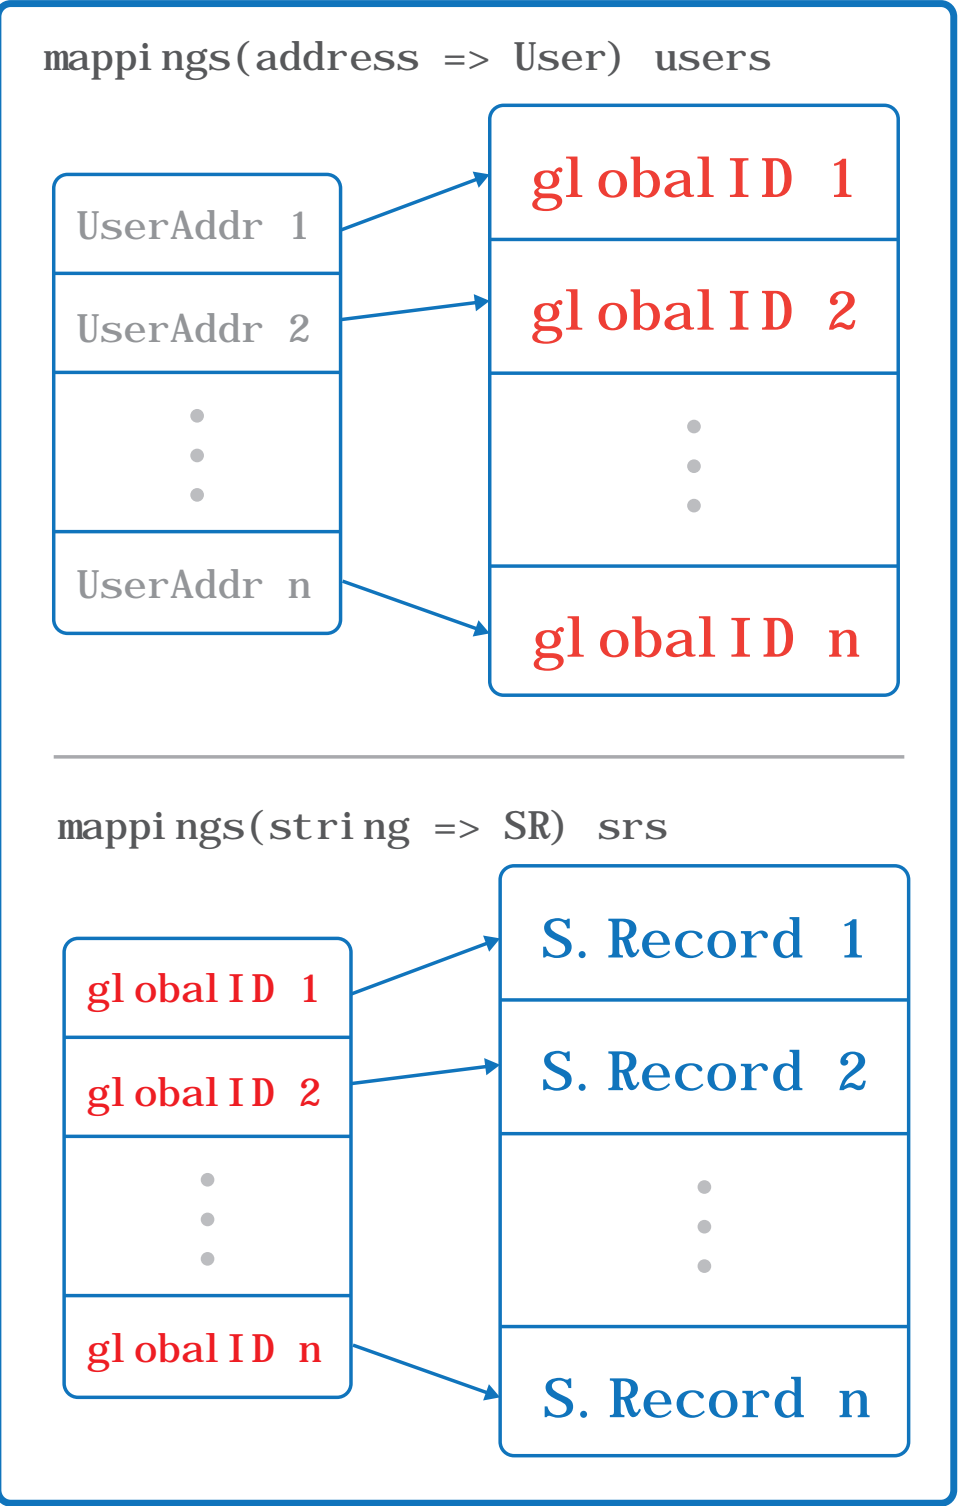 mappings(address => User) users
globalID 1
UserAddr 1
globalID 2
UserAddr 2
UserAddr n
globalID n
mappings(string => SR) srs
S.Record 1
globalID 1
S.Record 2
globalID 2
globalID n
S.Record n